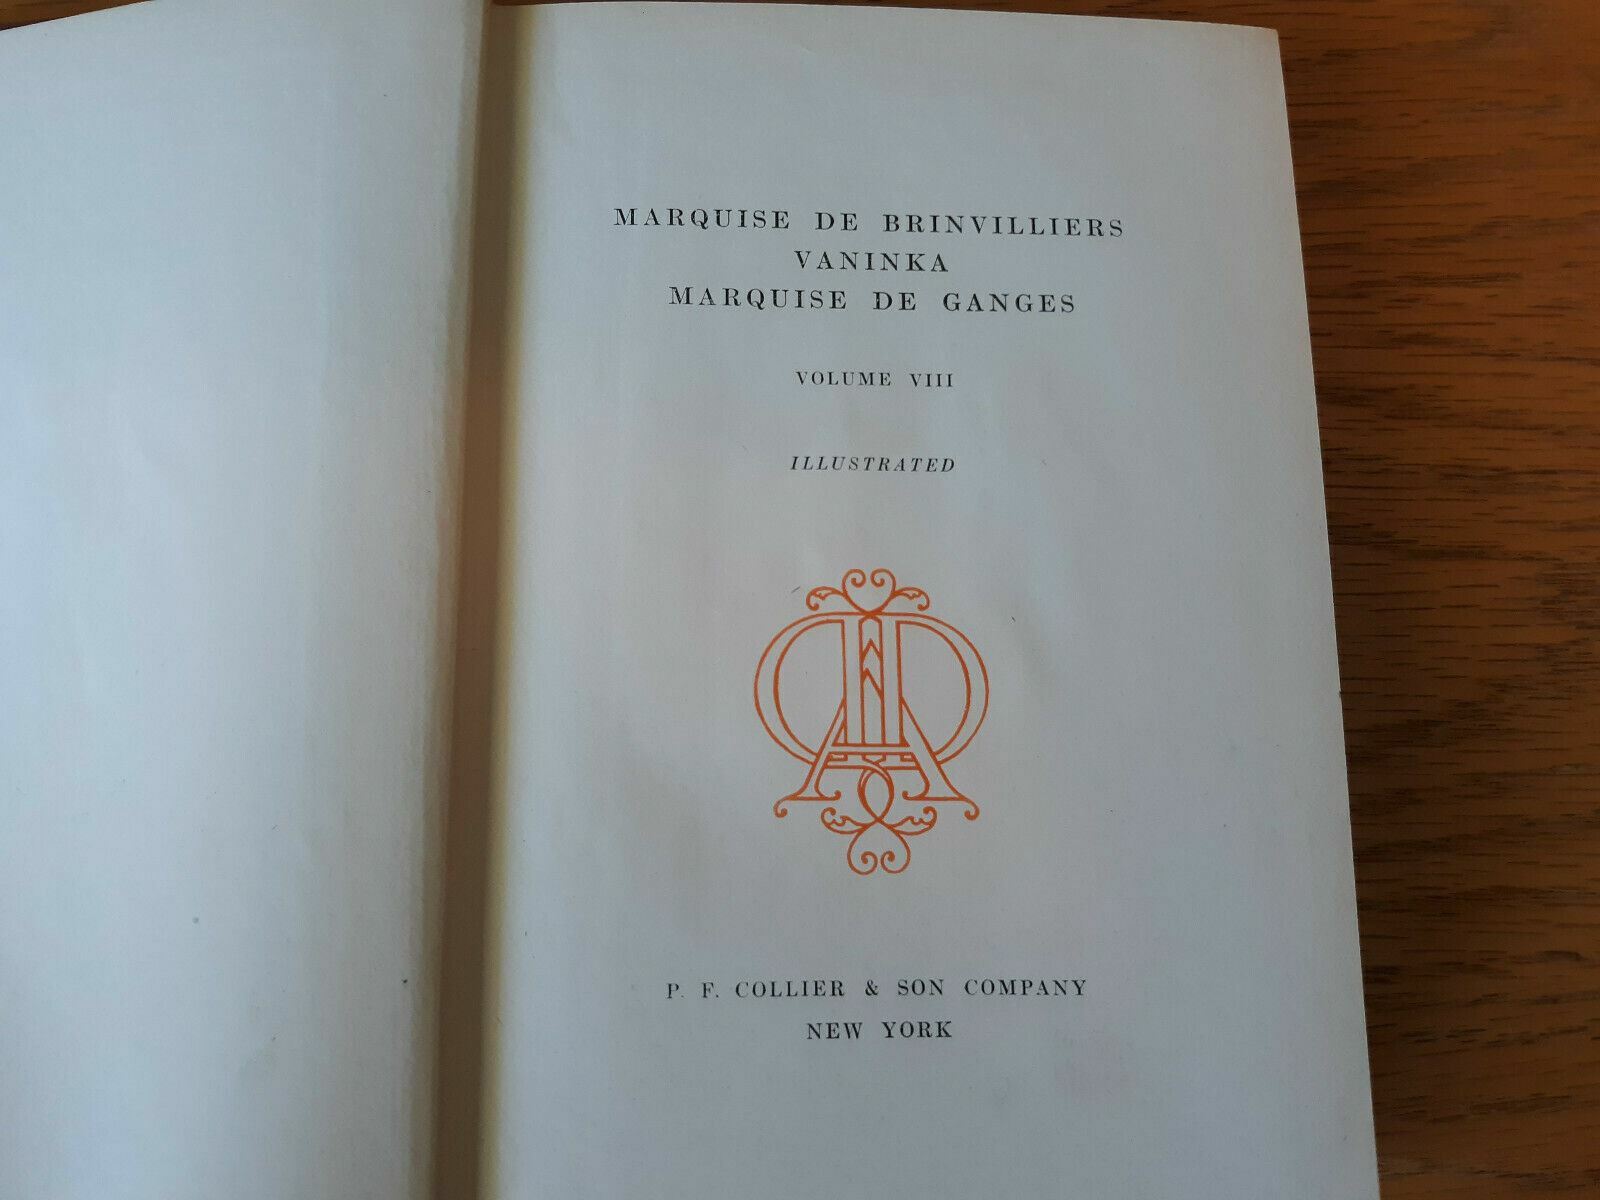 MARQUISE DE BRINVILLIERS
VANINKA
MARQUISE DE GANGES
VOLUME VIII
ILLUSTRATED
P. F. COLLIER & SON COMPANY
NEW YORK